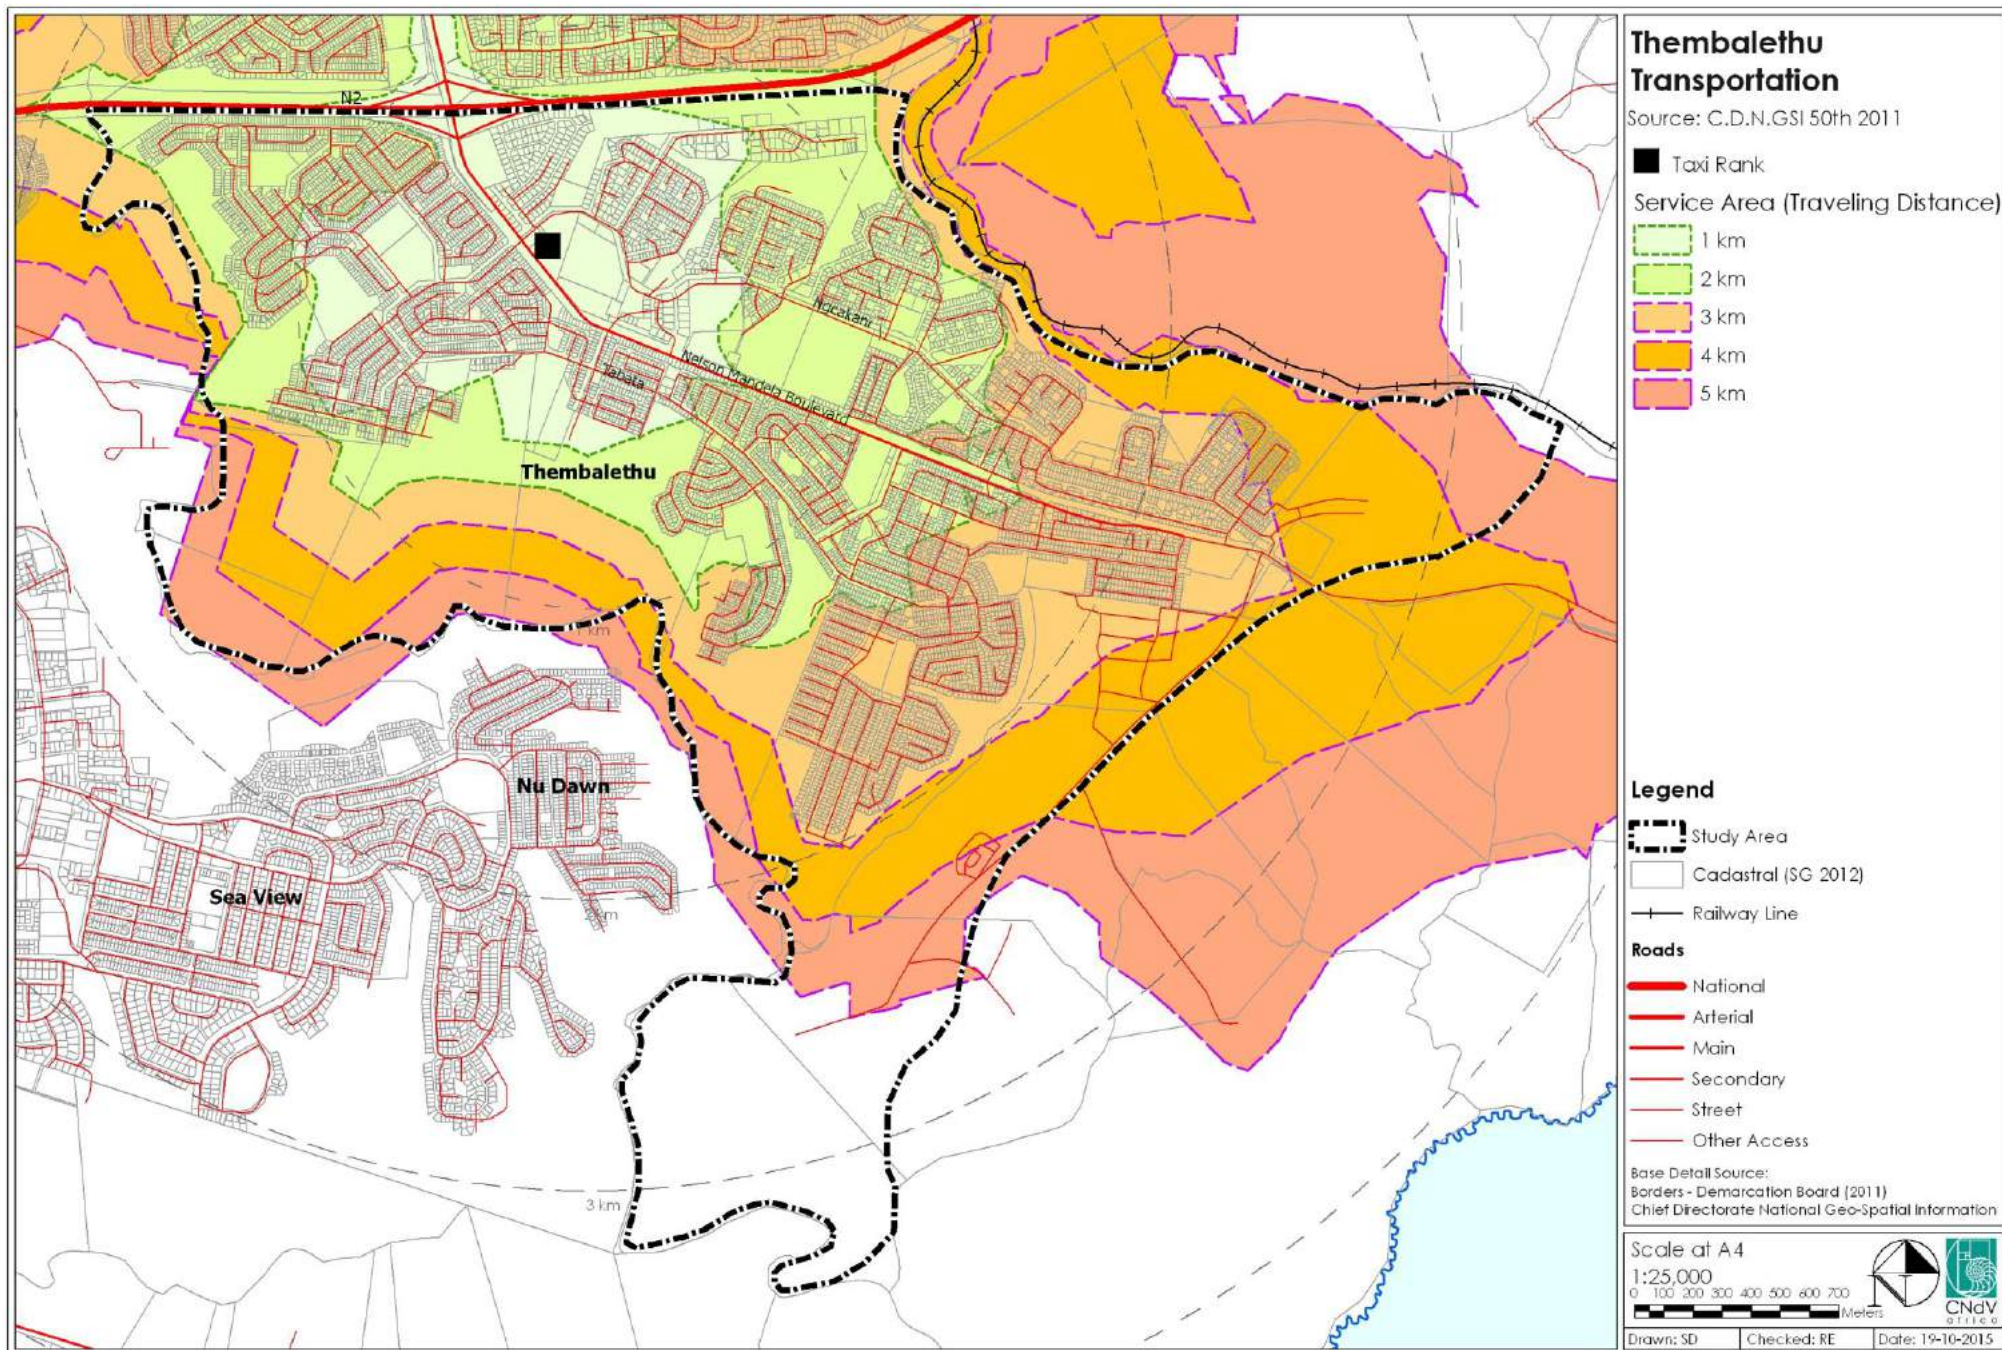 Thembalethu
Transportation
Source: C.D.N.GSI 50th 2011
Taxi Rank
Service Area (Traveling Distance)
1 km
2 km
3 km
4 km
5 km
Legend
Study Area
Cadastral (SG 2012)
Railway Line
Roads
National
Arterial
Main
Secondary
Street
Other Access
Base Detail Source:
Borders - Demarcation Board (2011)
Chief Directorate National Geo-Spatial Information
Scale at A4
1:25,000
0 100 200 300 400 500 600 700
Meters
N
CNdV
africa
Drawn: SD
Checked: RE
Date: 19-10-2015
N2
Ngcakani
Nelson Mandela Boulevard
Tabata
Thembalethu
1 km
Nu Dawn
Sea View
2 km
3 km